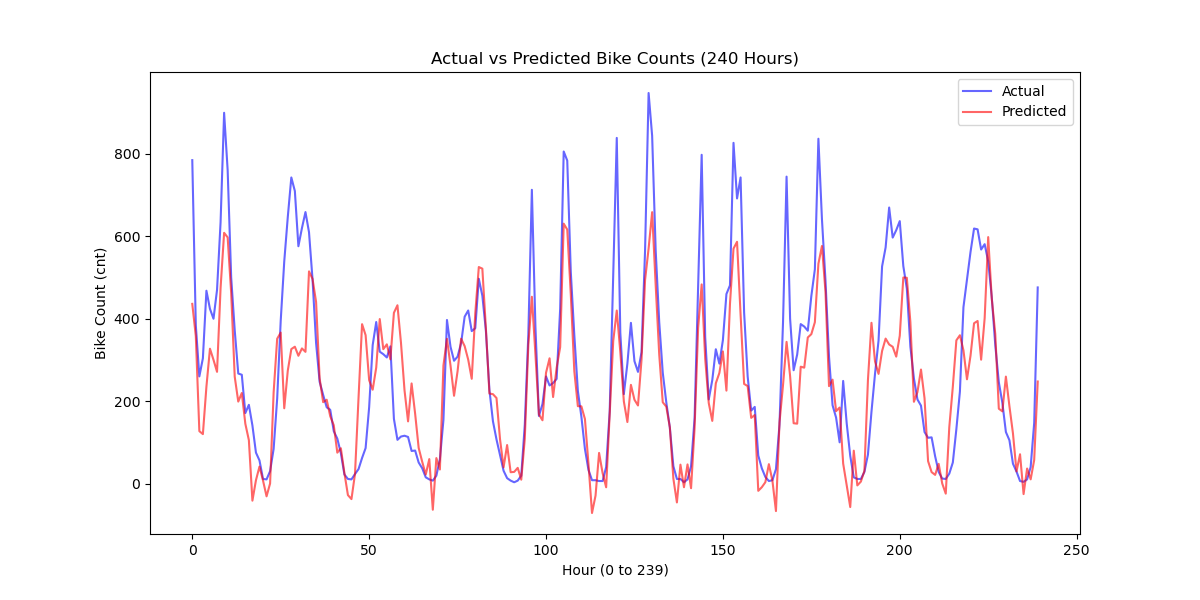 Actual vs Predicted Bike Counts (240 Hours)
Actual
Predicted
Bike Count (cnt)
800
600
400
200
0
0 50 100 150 200 250
Hour (0 to 239)